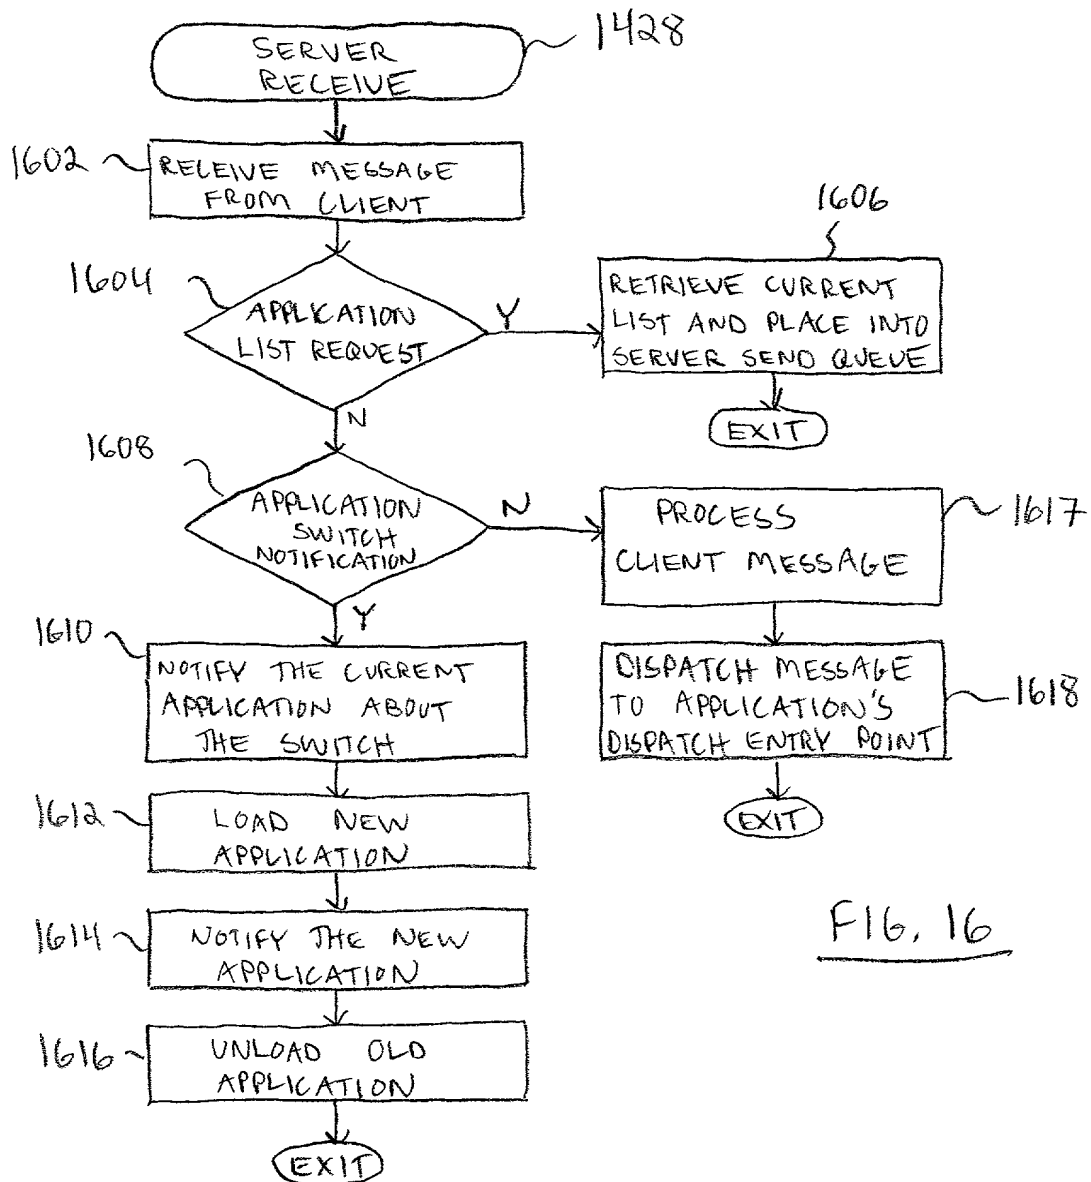 SERVER
RECEIVE
1428
1602
RECEIVE MESSAGE
FROM CLIENT
1604
APPLICATION
LIST REQUEST
Y
N
1606
RETRIEVE CURRENT
LIST AND PLACE INTO
SERVER SEND QUEUE
EXIT
1608
APPLICATION
SWITCH
NOTIFICATION
N
Y
PROCESS
CLIENT MESSAGE
1617
1610
NOTIFY THE CURRENT
APPLICATION ABOUT
THE SWITCH
DISPATCH MESSAGE
TO APPLICATION'S
DISPATCH ENTRY POINT
1618
EXIT
1612
LOAD NEW
APPLICATION
1614
NOTIFY THE NEW
APPLICATION
1616
UNLOAD OLD
APPLICATION
EXIT
FIG. 16